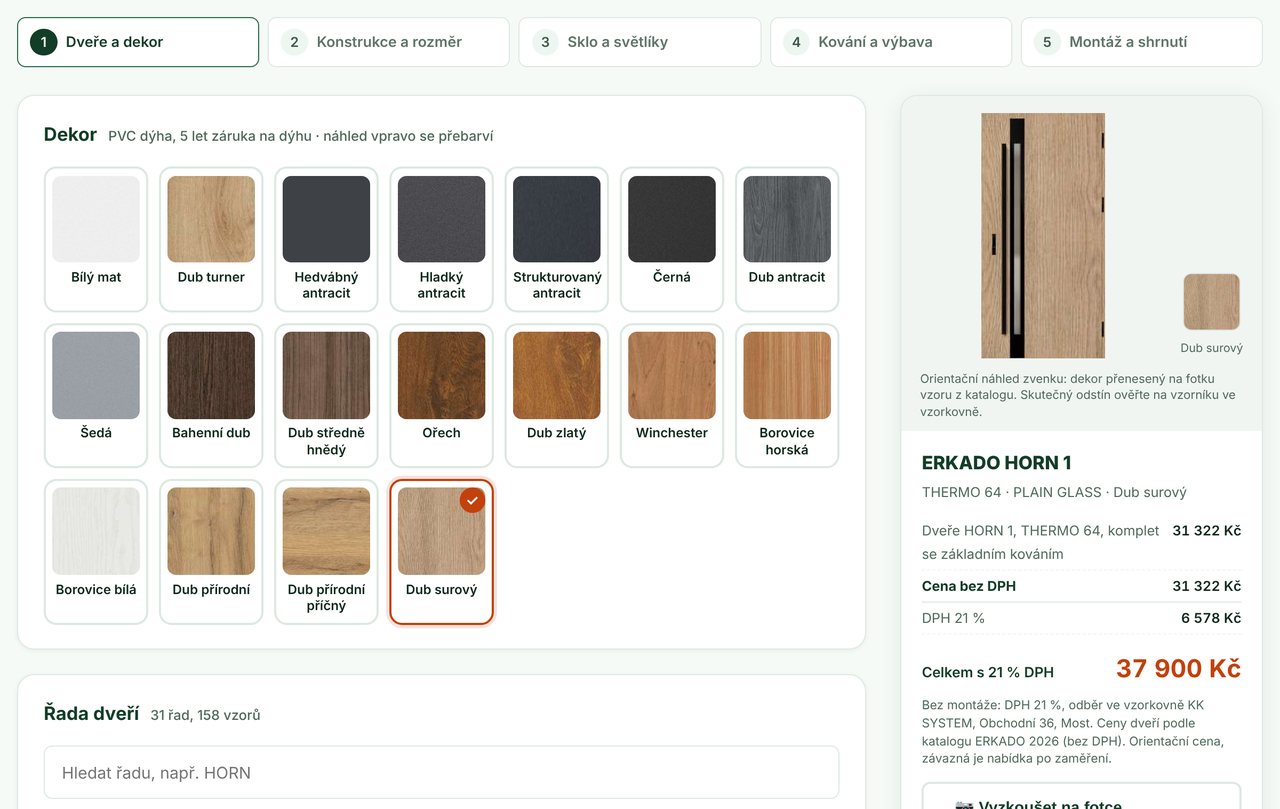 1 Dveře a dekor
2 Konstrukce a rozměr
3 Sklo a světlíky
4 Kování a výbava
5 Montáž a shrnutí
Dekor PVC dýha, 5 let záruka na dýhu · náhled vpravo se přebarví
Bílý mat
Dub turner
Hedvábný
antracit
Hladký
antracit
Strukturovaný
antracit
Černá
Dub antracit
Šedá
Bahenní dub
Dub středně
hnědý
Ořech
Dub zlatý
Winchester
Borovice
horská
Borovice bílá
Dub přírodní
Dub přírodní
příčný
Dub surový
Řada dveří 31 řad, 158 vzorů
Hledat řadu, např. HORN
Dub surový
Orientační náhled zvenku: dekor přenesený na fotku
vzoru z katalogu. Skutečný odstín ověřte na vzorníku ve
vzorkovně.
ERKADO HORN 1
THERMO 64 · PLAIN GLASS · Dub surový
Dveře HORN 1, THERMO 64, komplet 31 322 Kč
se základním kováním
Cena bez DPH 31 322 Kč
DPH 21 % 6 578 Kč
Celkem s 21 % DPH 37 900 Kč
Bez montáže: DPH 21 %, odběr ve vzorkovně KK
SYSTEM, Obchodní 36, Most. Ceny dveří podle
katalogu ERKADO 2026 (bez DPH). Orientační cena,
závazná je nabídka po zaměření.
Vyzkoušet na fotce